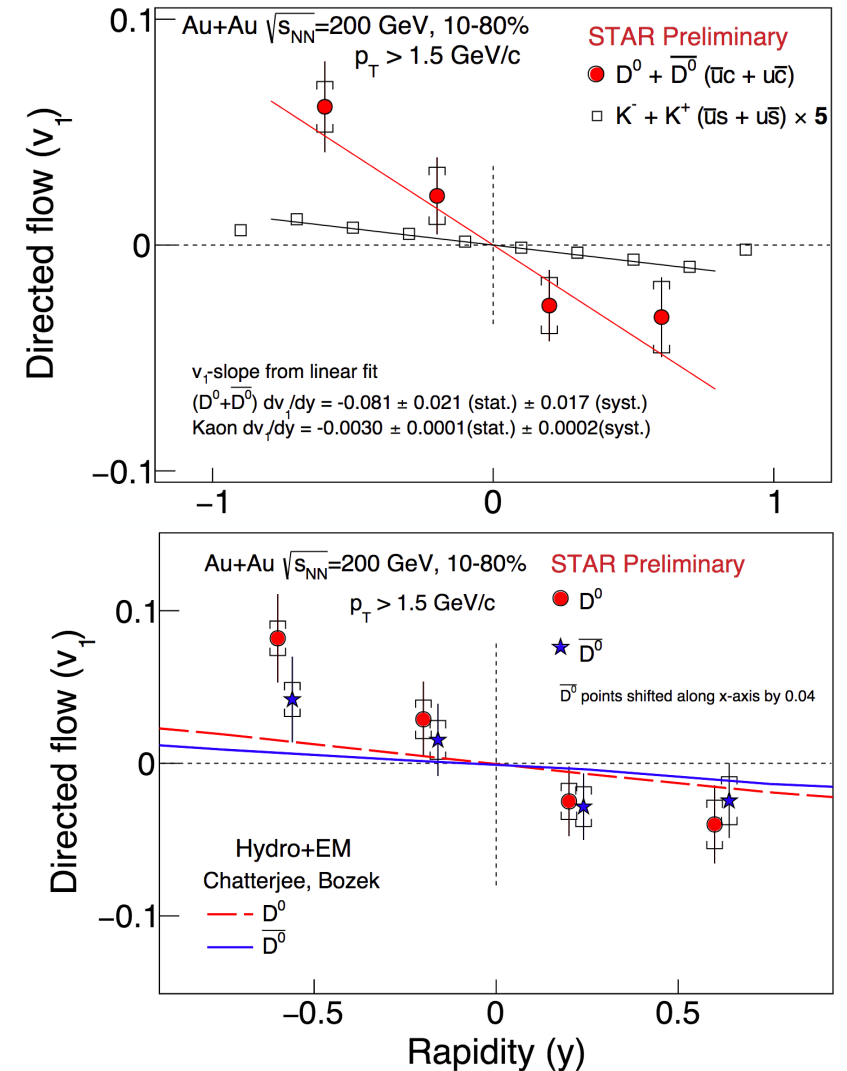 0.1
Au+Au √sNN=200 GeV, 10-80%
pT > 1.5 GeV/c
STAR Preliminary
D⁰ + D̅⁰ (u̅c + uc̅)
K⁻ + K⁺ (u̅s + us̅) × 5
Directed flow (v₁)
0
v₁-slope from linear fit
(D⁰+D̅⁰) dv₁/dy = -0.081 ± 0.021 (stat.) ± 0.017 (syst.)
Kaon dv₁/dy = -0.0030 ± 0.0001(stat.) ± 0.0002(syst.)
−0.1
−1 0 1
Au+Au √sNN=200 GeV, 10-80%
STAR Preliminary
pT > 1.5 GeV/c
D⁰
D̅⁰
D̅⁰ points shifted along x-axis by 0.04
0.1
Directed flow (v₁)
0
Hydro+EM
Chatterjee, Bozek
D⁰
D̅⁰
−0.1
−0.5 0 0.5
Rapidity (y)